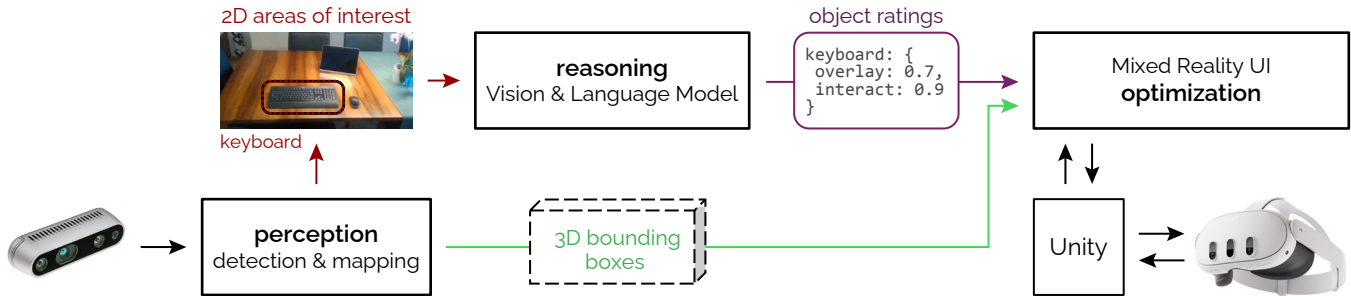 2D areas of interest
keyboard
reasoning
Vision & Language Model
object ratings
keyboard: {
overlay: 0.7,
interact: 0.9
}
Mixed Reality UI
optimization
perception
detection & mapping
3D bounding
boxes
Unity